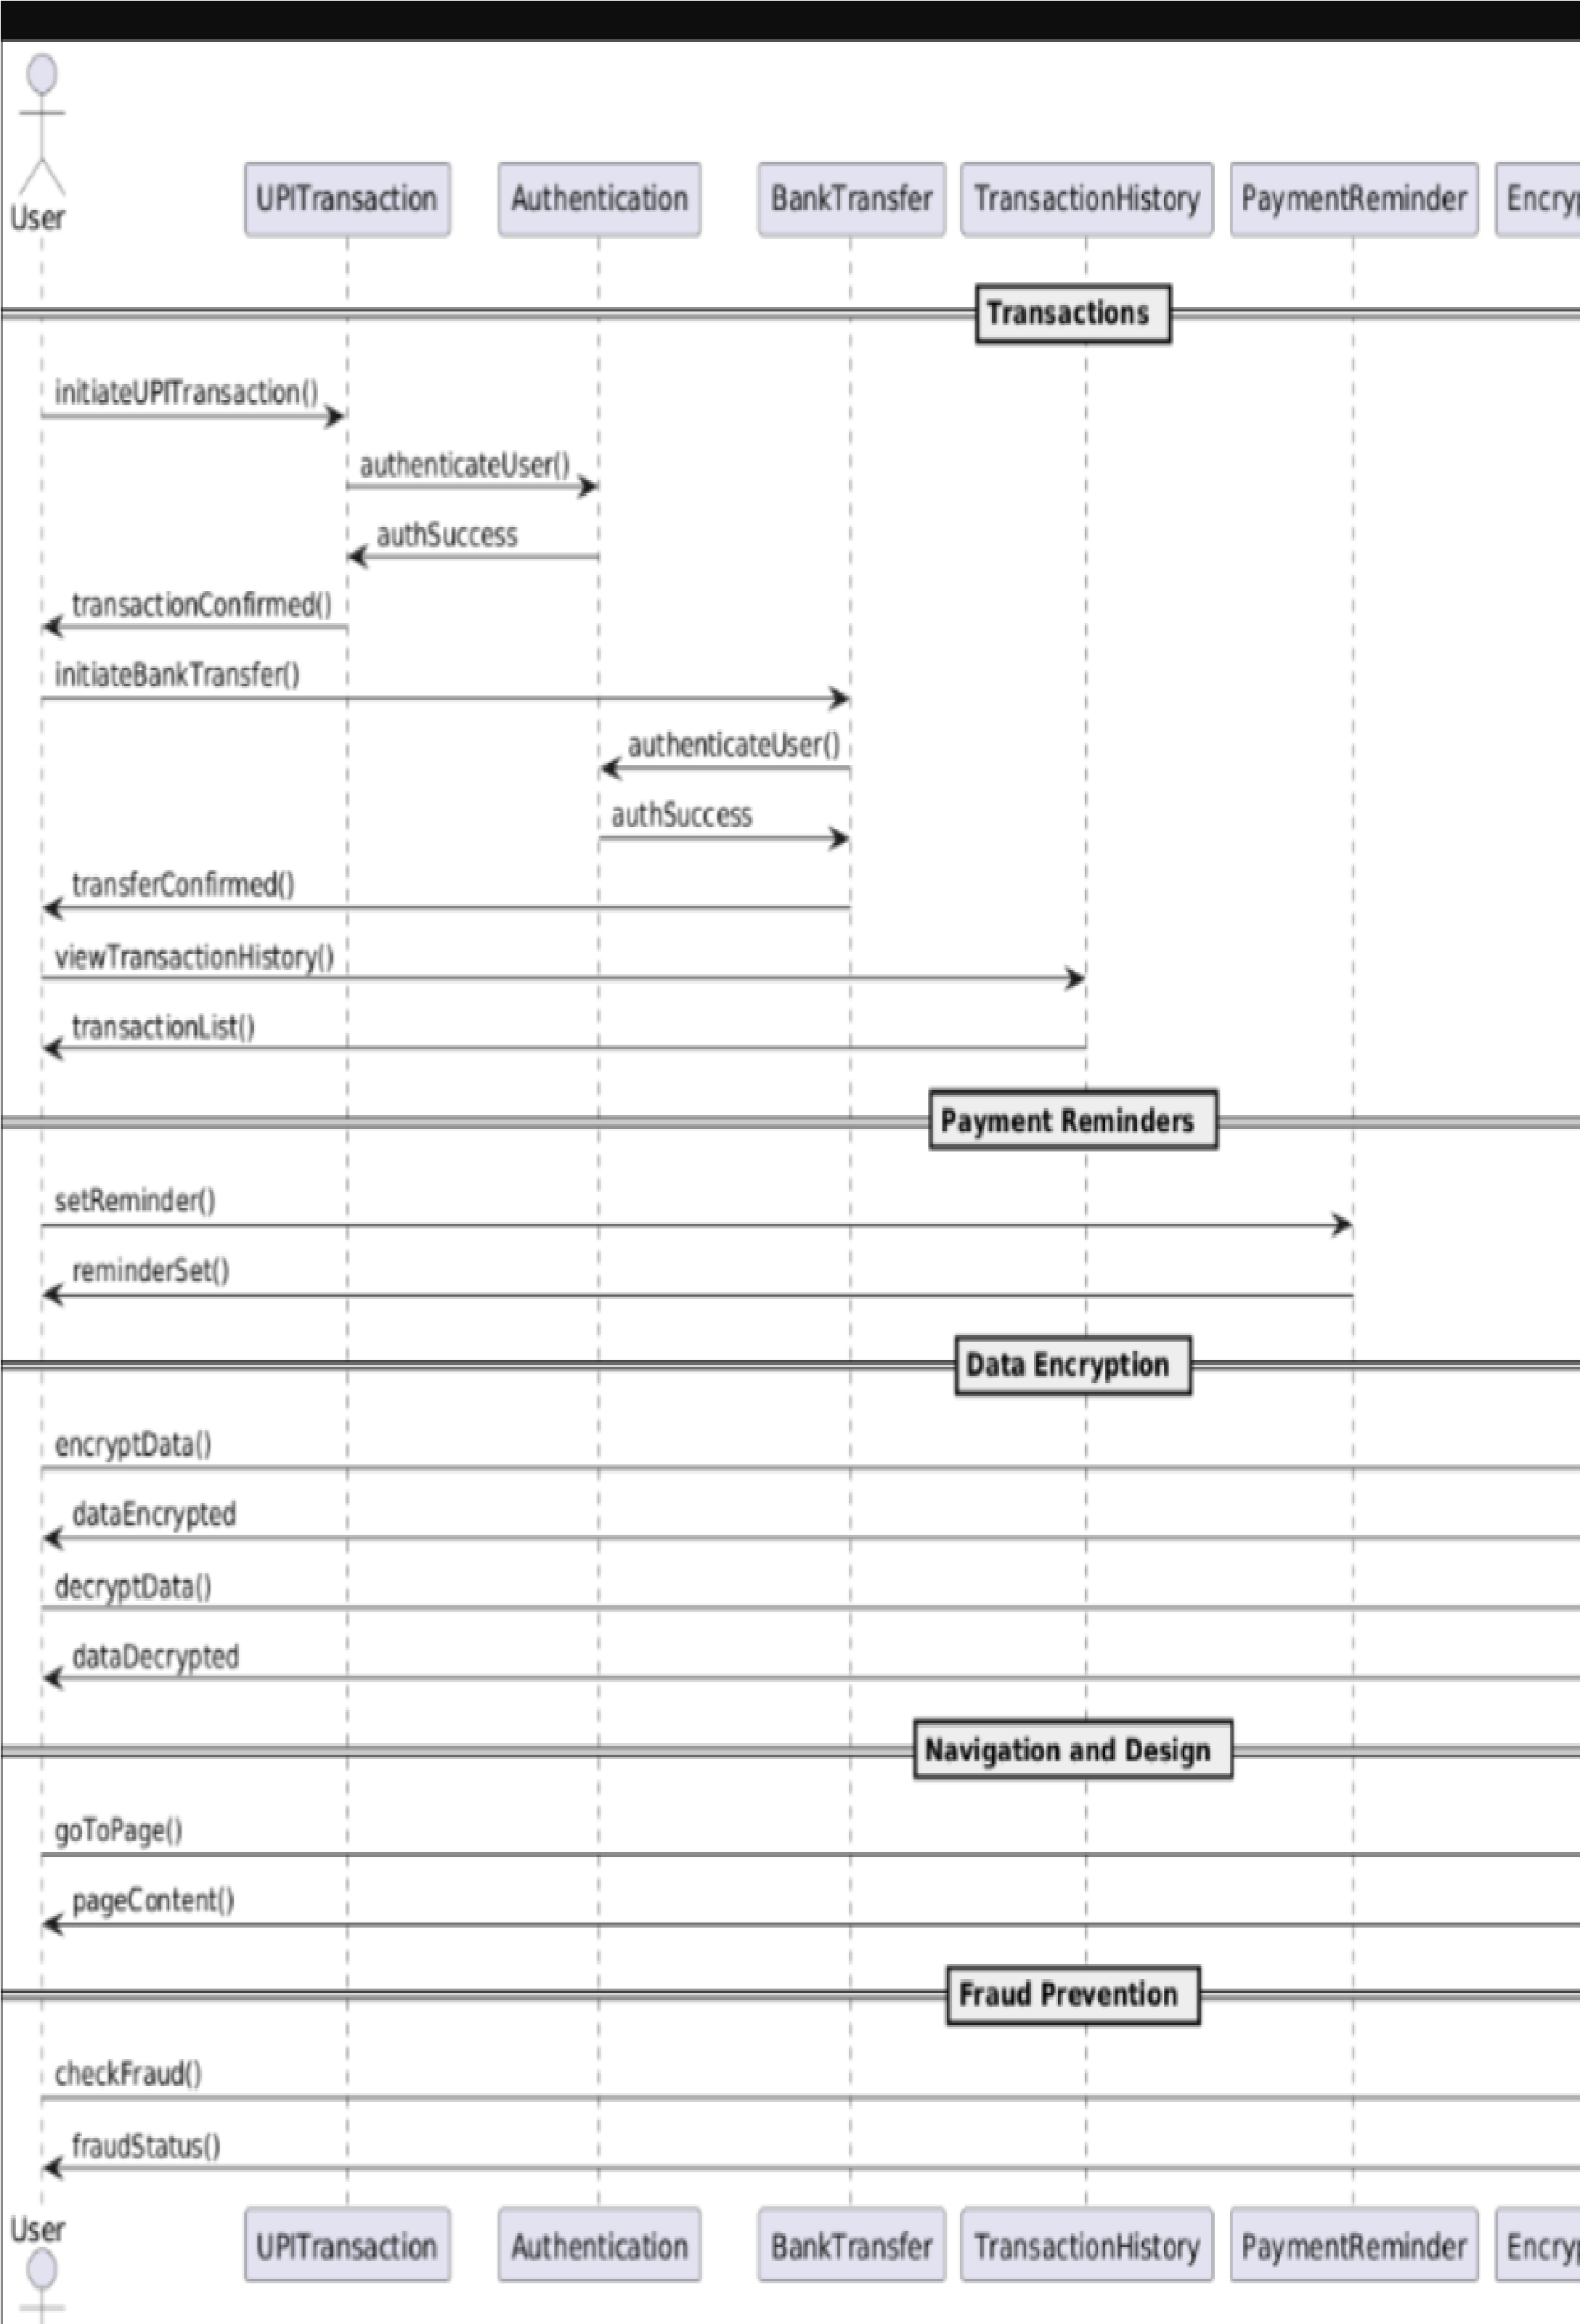 User
UPITransaction
Authentication
BankTransfer
TransactionHistory
PaymentReminder
Transactions
initiateUPITransaction()
authenticateUser()
authSuccess
transactionConfirmed()
initiateBankTransfer()
authenticateUser()
authSuccess
transferConfirmed()
viewTransactionHistory()
transactionList()
Payment Reminders
setReminder()
reminderSet()
Data Encryption
encryptData()
dataEncrypted
decryptData()
dataDecrypted
Navigation and Design
goToPage()
pageContent()
Fraud Prevention
checkFraud()
fraudStatus()
User
UPITransaction
Authentication
BankTransfer
TransactionHistory
PaymentReminder